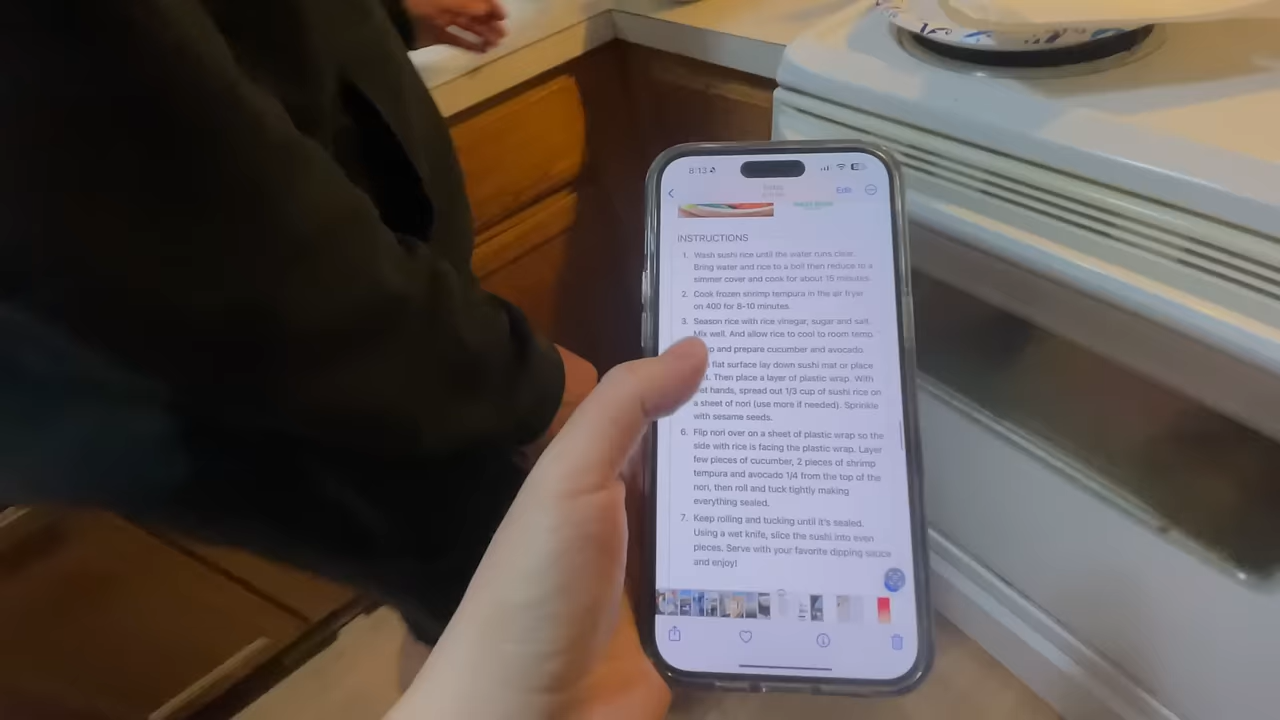 8:13
Edit
INSTRUCTIONS
1. Wash sushi rice until the water runs clear.
Bring water and rice to a boil then reduce to a
simmer cover and cook for about 15 minutes.
2. Cook frozen shrimp tempura in the air fryer
on 400 for 8-10 minutes.
3. Season rice with rice vinegar, sugar and salt.
Mix well. And allow rice to cool to room temp.
and prepare cucumber and avocado
flat surface lay down sushi mat or place
Then place a layer of plastic wrap. With
hands, spread out 1/3 cup of sushi rice on
a sheet of nori (use more if needed). Sprinkle
with sesame seeds.
6. Flip nori over on a sheet of plastic wrap so the
side with rice is facing the plastic wrap. Layer
few pieces of cucumber, 2 pieces of shrimp
tempura and avocado 1/4 from the top of the
nori, then roll and tuck tightly making
everything sealed.
7. Keep rolling and tucking until it's sealed.
Using a wet knife, slice the sushi into even
pieces. Serve with your favorite dipping sauce
and enjoy!